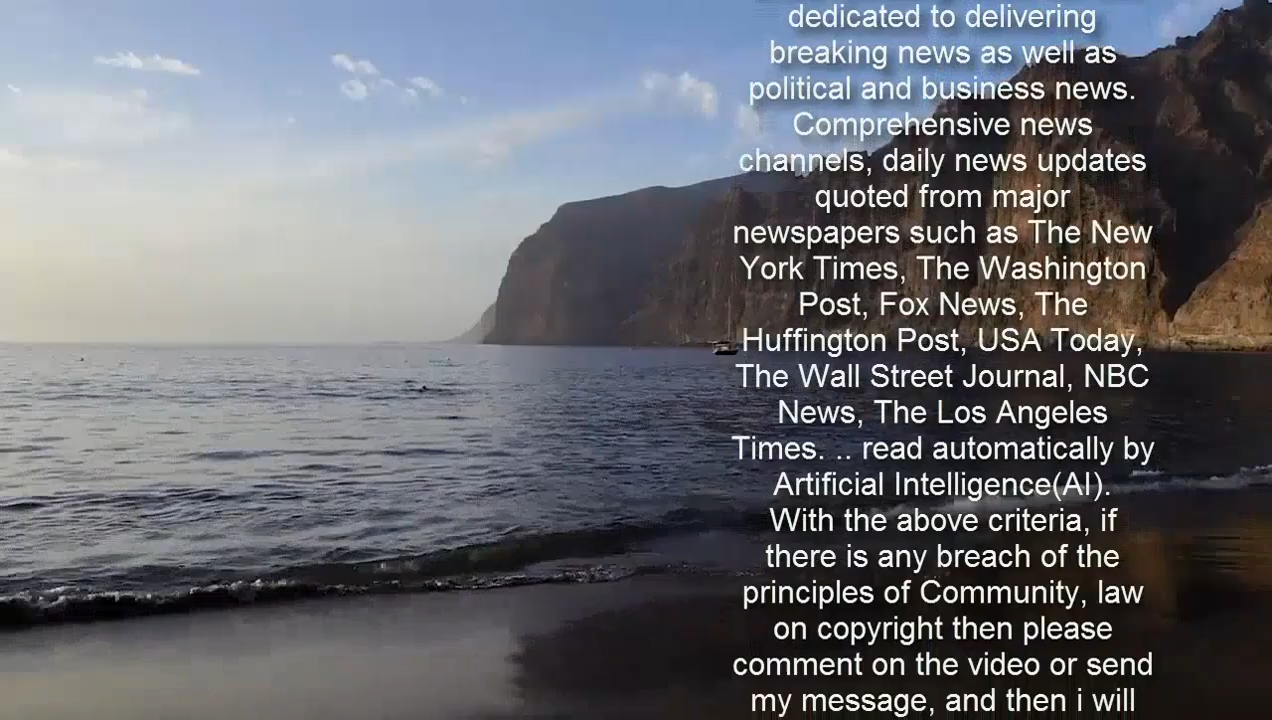 dedicated to delivering
breaking news as well as
political and business news.
Comprehensive news
channels, daily news updates
quoted from major
newspapers such as The New
York Times, The Washington
Post, Fox News, The
Huffington Post, USA Today,
The Wall Street Journal, NBC
News, The Los Angeles
Times. .. read automatically by
Artificial Intelligence(AI).
With the above criteria, if
there is any breach of the
principles of Community, law
on copyright then please
comment on the video or send
my message, and then i will